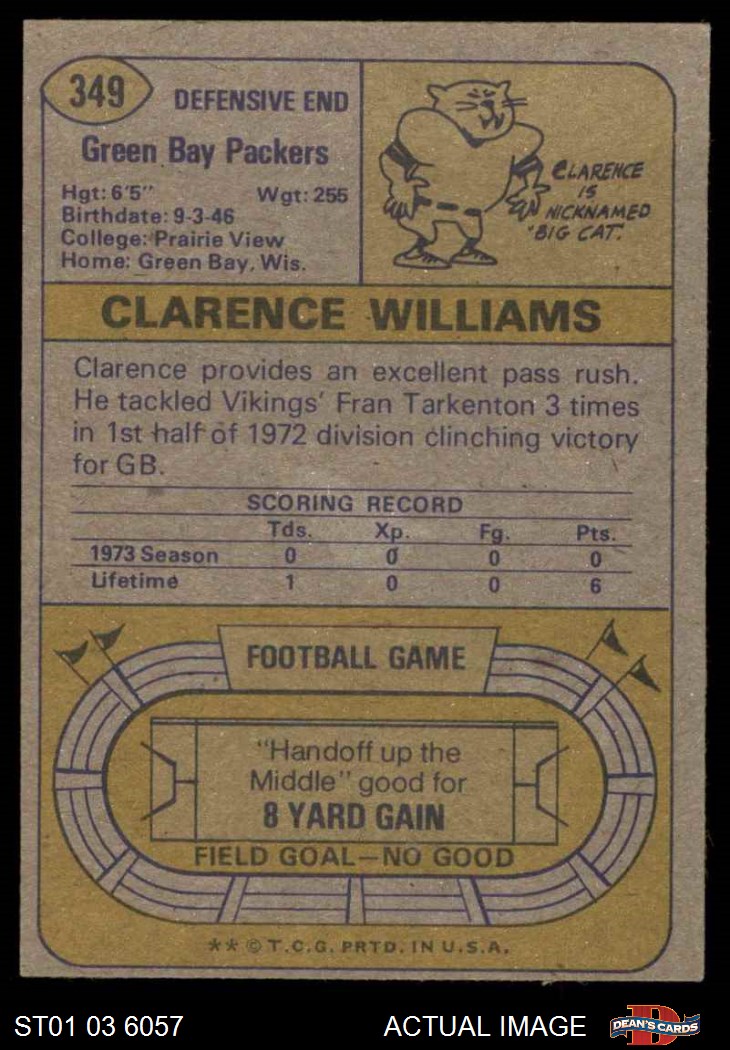 349
DEFENSIVE END
Green Bay Packers
Hgt: 6'5" Wgt: 255
Birthdate: 9-3-46
College: Prairie View
Home: Green Bay, Wis.
CLARENCE
IS
NICKNAMED
"BIG CAT".
CLARENCE WILLIAMS
Clarence provides an excellent pass rush.
He tackled Vikings' Fran Tarkenton 3 times
in 1st half of 1972 division clinching victory
for GB.
SCORING RECORD
Tds. Xp. Fg. Pts.
1973 Season 0 0 0 0
Lifetime 1 0 0 6
FOOTBALL GAME
"Handoff up the
Middle" good for
8 YARD GAIN
FIELD GOAL—NO GOOD
** © T.C.G. PRTD. IN U.S.A.
ST01 03 6057 ACTUAL IMAGE
D
DEAN'S CARDS